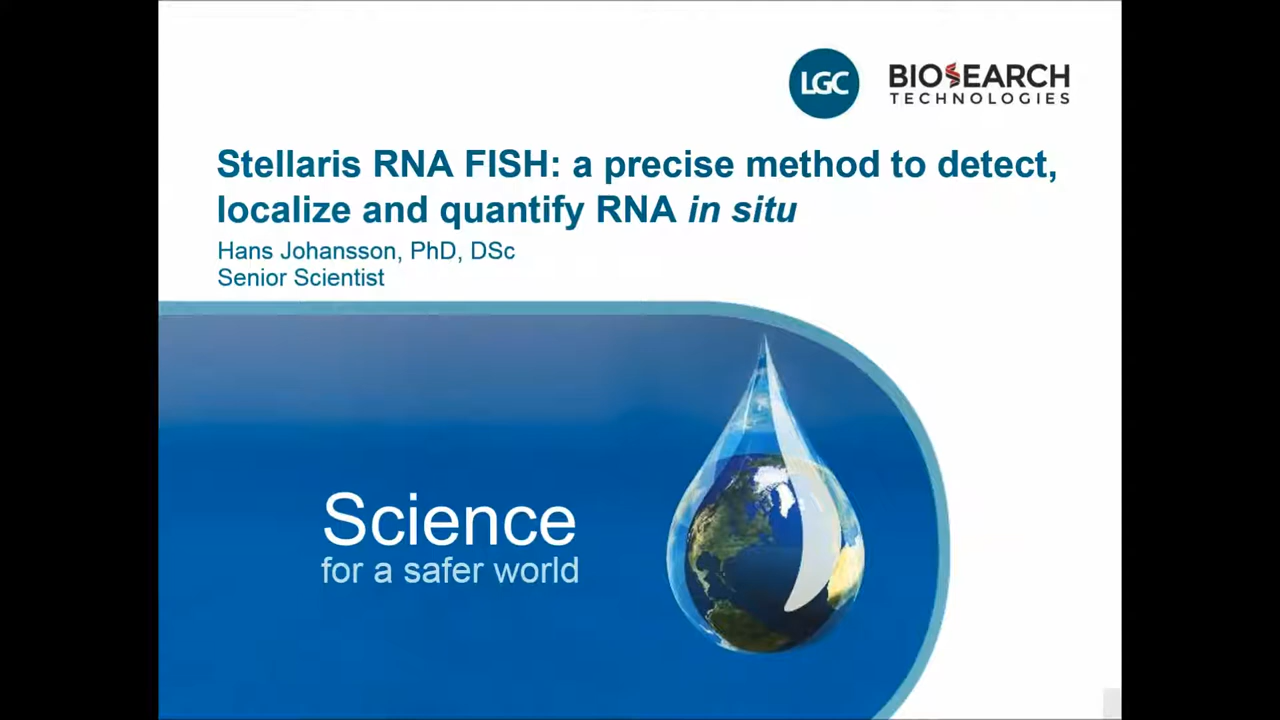 LGC
BIOSEARCH
TECHNOLOGIES
Stellaris RNA FISH: a precise method to detect,
localize and quantify RNA in situ
Hans Johansson, PhD, DSc
Senior Scientist
Science
for a safer world